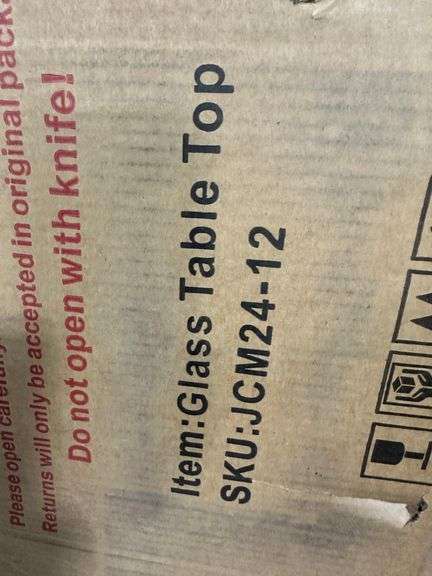 Please open carefully
Returns will only be accepted in original
Do not open with knife!
Item:Glass Table Top
SKU:JCM24-12